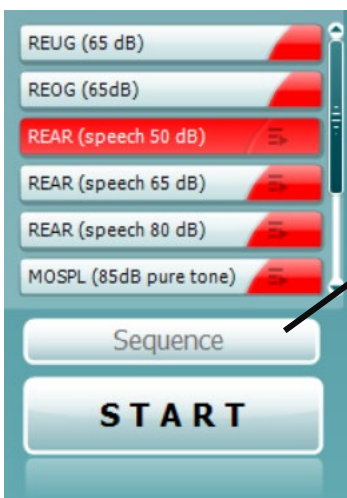 REUG (65 dB)
REOG (65dB)
REAR (speech 50 dB)
REAR (speech 65 dB)
REAR (speech 80 dB)
MOSPL (85dB pure tone)
Sequence
START